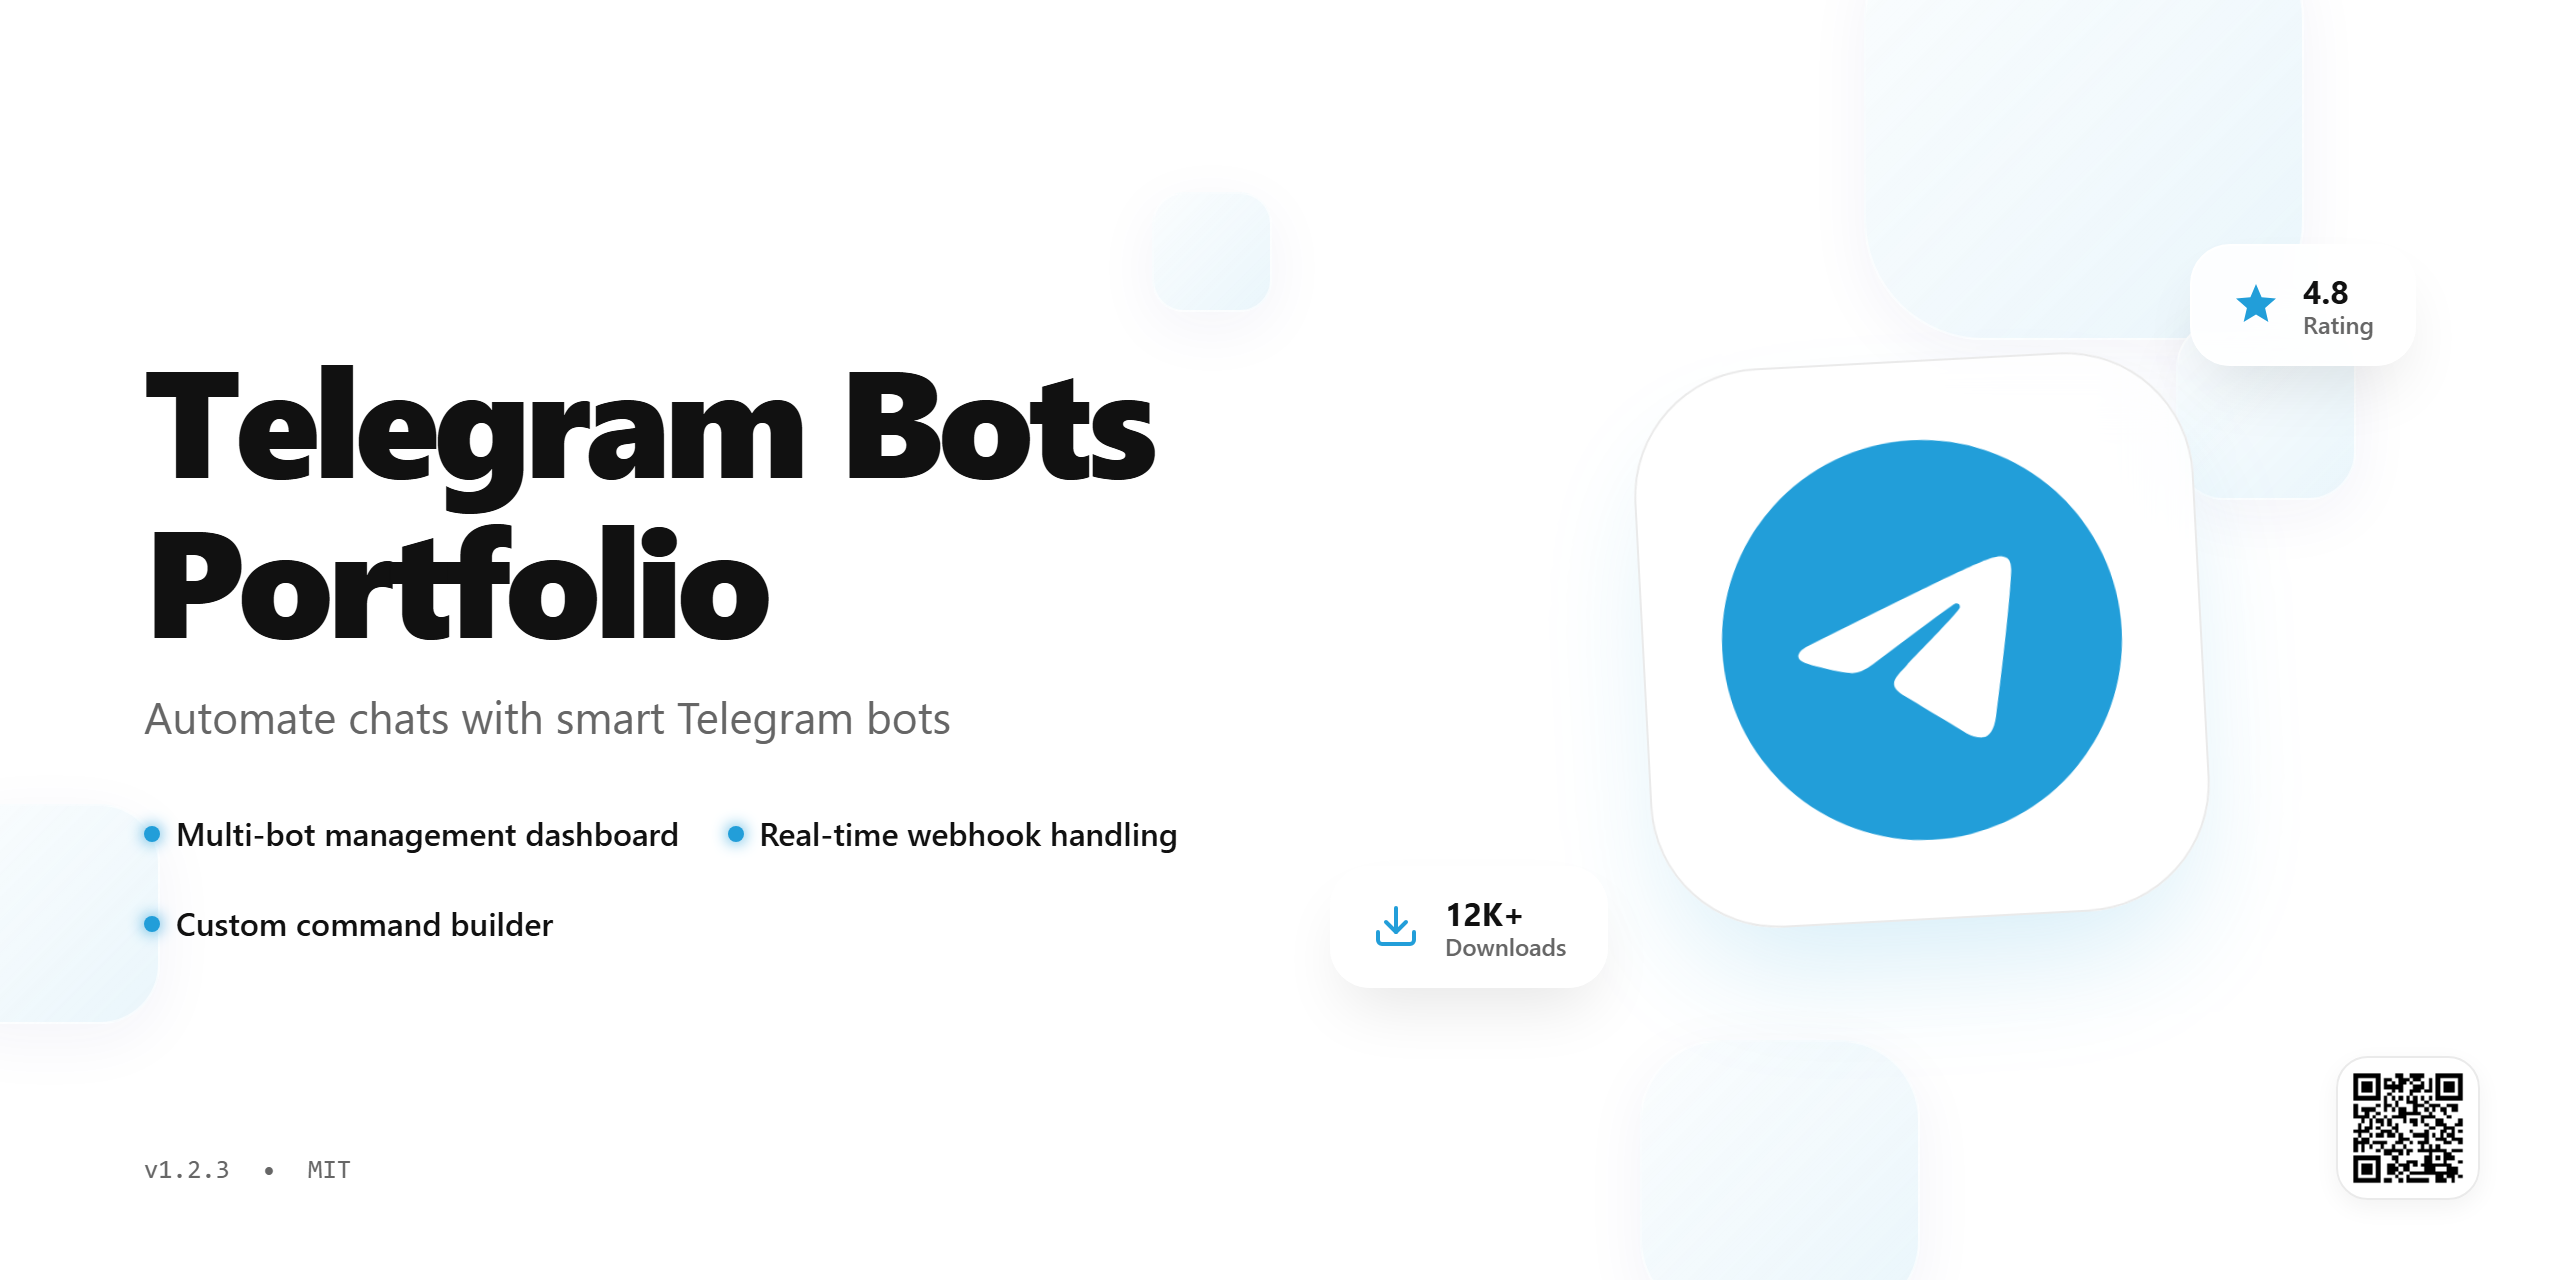 Telegram Bots
Portfolio
Automate chats with smart Telegram bots
Multi-bot management dashboard
Real-time webhook handling
Custom command builder
4.8
Rating
12K+
Downloads
v1.2.3 • MIT